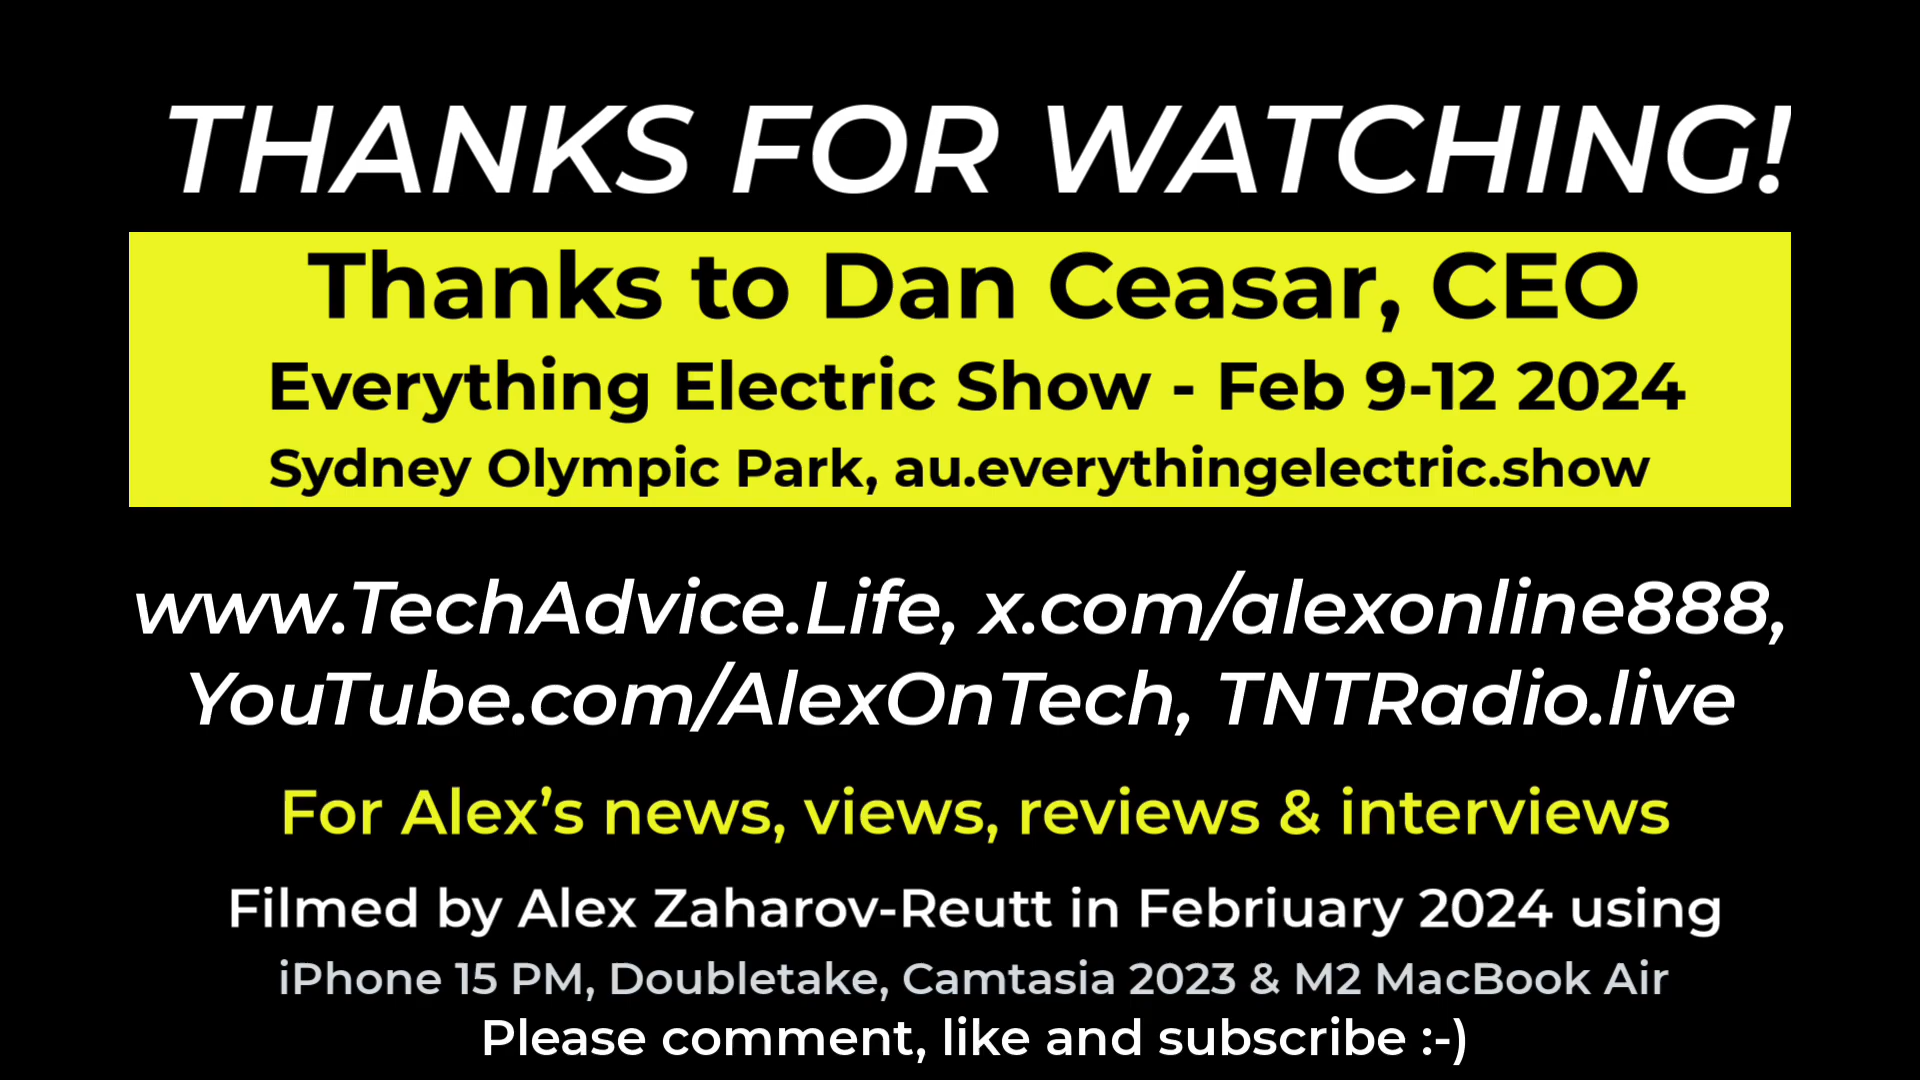 THANKS FOR WATCHING!
Thanks to Dan Ceasar, CEO
Everything Electric Show - Feb 9-12 2024
Sydney Olympic Park, au.everythingelectric.show
www.TechAdvice.Life, x.com/alexonline888,
YouTube.com/AlexOnTech, TNTRadio.live
For Alex’s news, views, reviews & interviews
Filmed by Alex Zaharov-Reutt in Febriuary 2024 using
iPhone 15 PM, Doubletake, Camtasia 2023 & M2 MacBook Air
Please comment, like and subscribe :-)